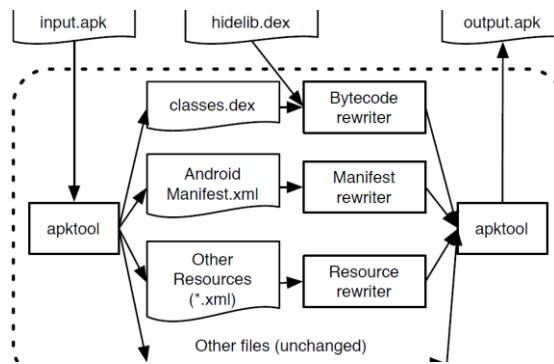 input.apk
hidelib.dex
output.apk
classes.dex
Bytecode
rewriter
Android
Manifest.xml
Manifest
rewriter
apktool
apktool
Other
Resources
(*.xml)
Resource
rewriter
Other files (unchanged)